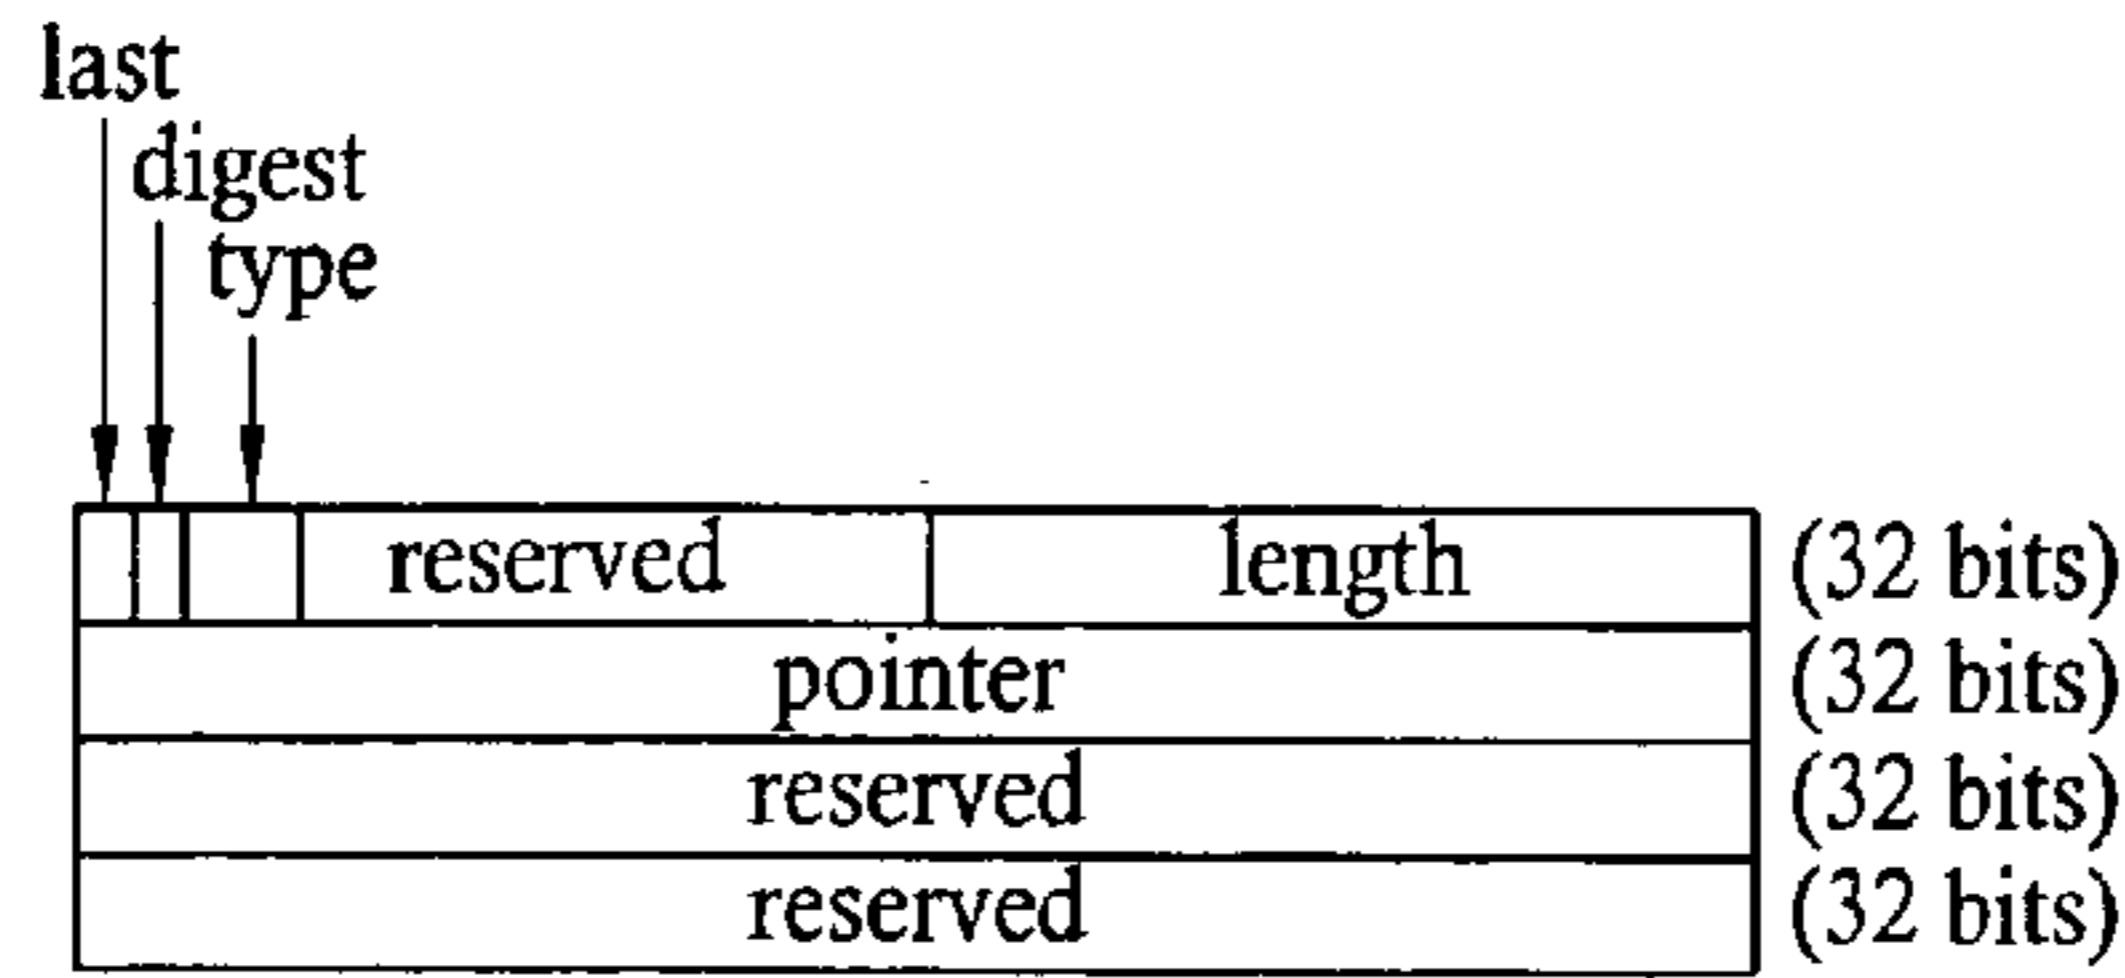 last
digest
type
reserved length (32 bits)
pointer (32 bits)
reserved (32 bits)
reserved (32 bits)